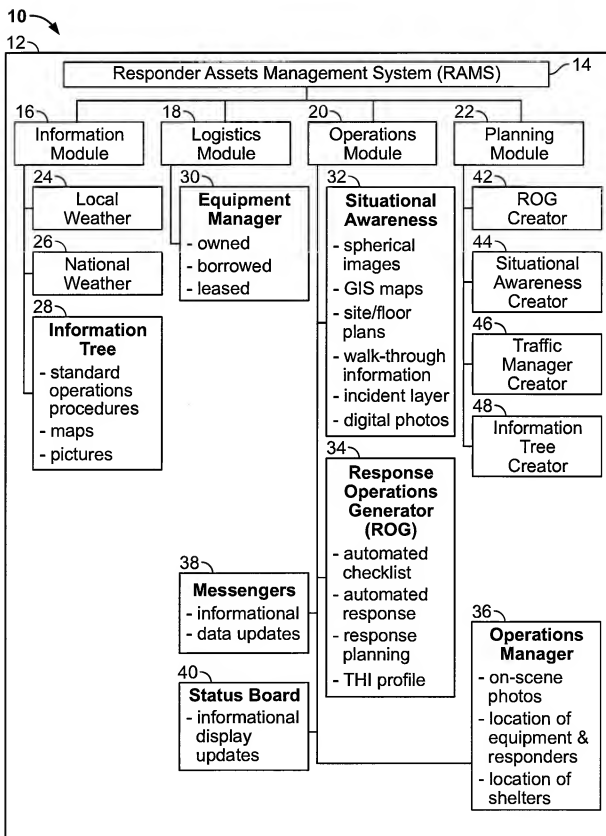 10
12
Responder Assets Management System (RAMS)
14
16
Information
Module
18
Logistics
Module
20
Operations
Module
22
Planning
Module
24
Local
Weather
26
National
Weather
28
Information
Tree
- standard
operations
procedures
- maps
- pictures
30
Equipment
Manager
- owned
- borrowed
- leased
32
Situational
Awareness
- spherical
images
- GIS maps
- site/floor
plans
- walk-through
information
- incident layer
- digital photos
34
Response
Operations
Generator
(ROG)
- automated
checklist
- automated
response
- response
planning
- THI profile
38
Messengers
- informational
- data updates
40
Status Board
- informational
display
updates
42
ROG
Creator
44
Situational
Awareness
Creator
46
Traffic
Manager
Creator
48
Information
Tree
Creator
36
Operations
Manager
- on-scene
photos
- location of
equipment &
responders
- location of
shelters